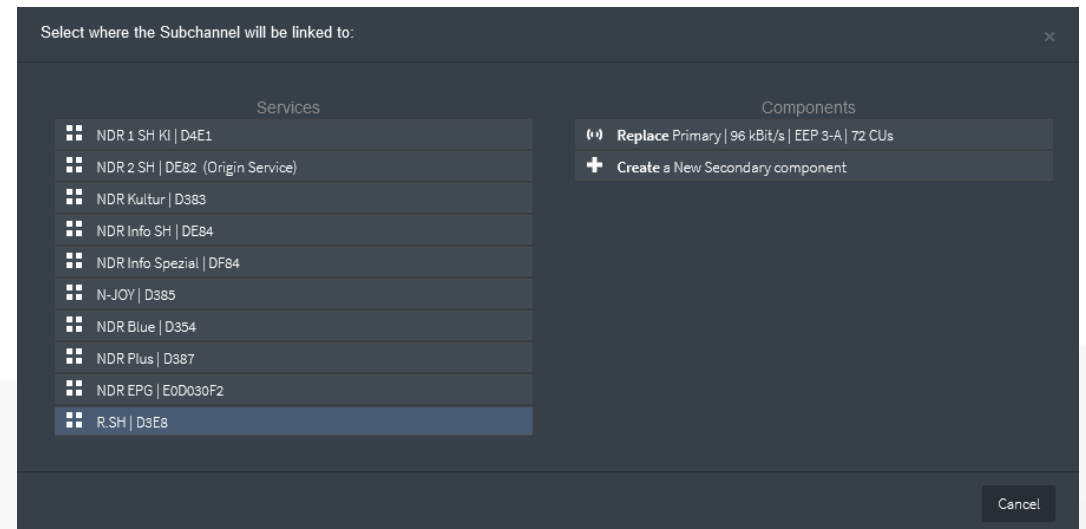 Select where the Subchannel will be linked to:
×
Services
NDR 1 SH KI | D4E1
NDR 2 SH | DE82 (Origin Service)
NDR Kultur | D383
NDR Info SH | DE84
NDR Info Spezial | DF84
N-JOY | D385
NDR Blue | D354
NDR Plus | D387
NDR EPG | E0D030F2
R.SH | D3E8
Components
Replace Primary | 96 kBit/s | EEP 3-A | 72 CUs
Create a New Secondary component
Cancel